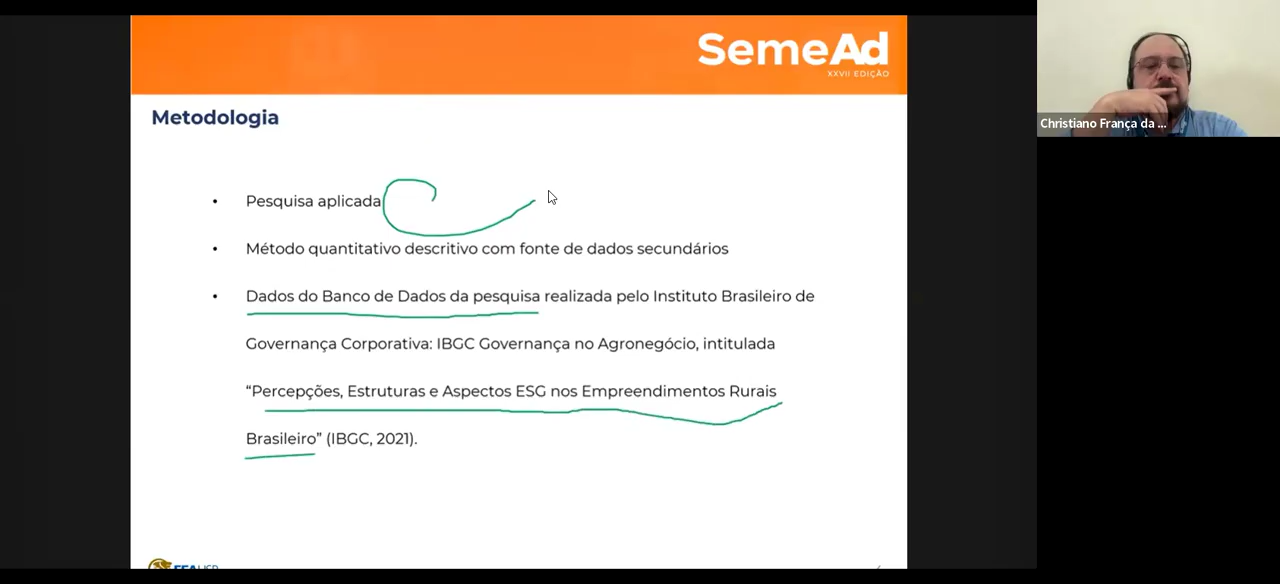 SemeAd
XXVII EDIÇÃO
Metodologia
Christiano França da ...
• Pesquisa aplicada
• Método quantitativo descritivo com fonte de dados secundários
• Dados do Banco de Dados da pesquisa realizada pelo Instituto Brasileiro de
Governança Corporativa: IBGC Governança no Agronegócio, intitulada
“Percepções, Estruturas e Aspectos ESG nos Empreendimentos Rurais
Brasileiro” (IBGC, 2021).